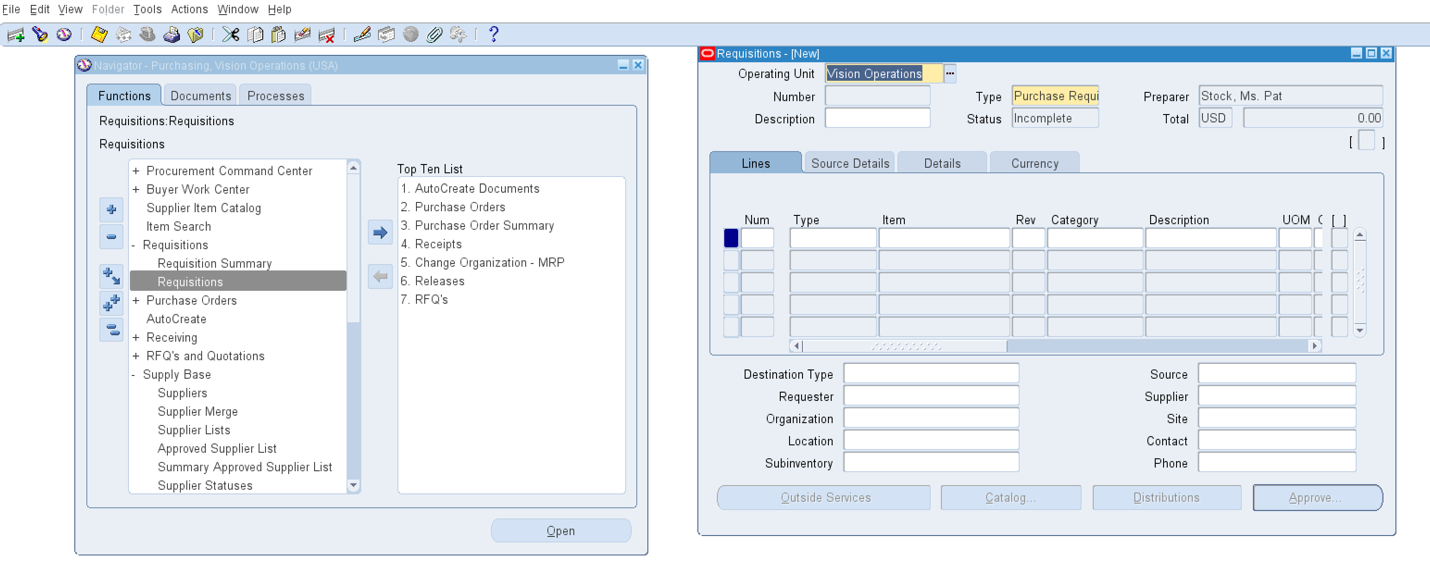 File Edit View Folder Tools Actions Window Help
Navigator - Purchasing, Vision Operations (USA)
Functions Documents Processes
Requisitions:Requisitions
Requisitions
+ Procurement Command Center
+ Buyer Work Center
Supplier Item Catalog
Item Search
- Requisitions
Requisition Summary
Requisitions
+ Purchase Orders
AutoCreate
+ Receiving
+ RFQ's and Quotations
- Supply Base
Suppliers
Supplier Merge
Supplier Lists
Approved Supplier List
Summary Approved Supplier List
Supplier Statuses
Top Ten List
1. AutoCreate Documents
2. Purchase Orders
3. Purchase Order Summary
4. Receipts
5. Change Organization - MRP
6. Releases
7. RFQ's
Open
Requisitions - [New]
Operating Unit Vision Operations ...
Number Type Purchase Requi Preparer Stock, Ms. Pat
Description Status Incomplete Total USD 0.00
[ ]
Lines Source Details Details Currency
Num Type Item Rev Category Description UOM [ ]
Destination Type Source
Requester Supplier
Organization Site
Location Contact
Subinventory Phone
Outside Services Catalog... Distributions Approve...